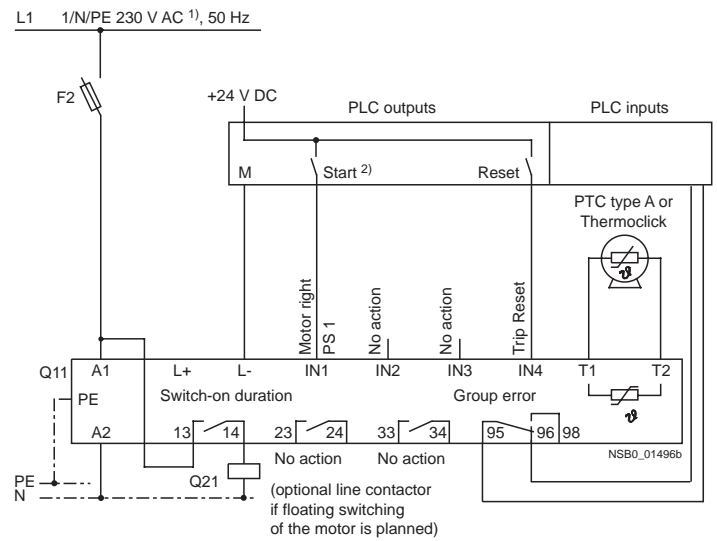 L1 1/N/PE 230 V AC 1), 50 Hz
F2
+24 V DC
PLC outputs
PLC inputs
M
Start 2)
Reset
PTC type A or
Thermoclick
ϑ
Motor right
PS 1
No action
No action
Trip Reset
Q11
A1 L+ L- IN1 IN2 IN3 IN4 T1 T2
PE
Switch-on duration
Group error
ϑ
A2
13 14 23 24 33 34 95 96 98
NSB0_01496b
No action
No action
Q21
PE
N
(optional line contactor
if floating switching
of the motor is planned)